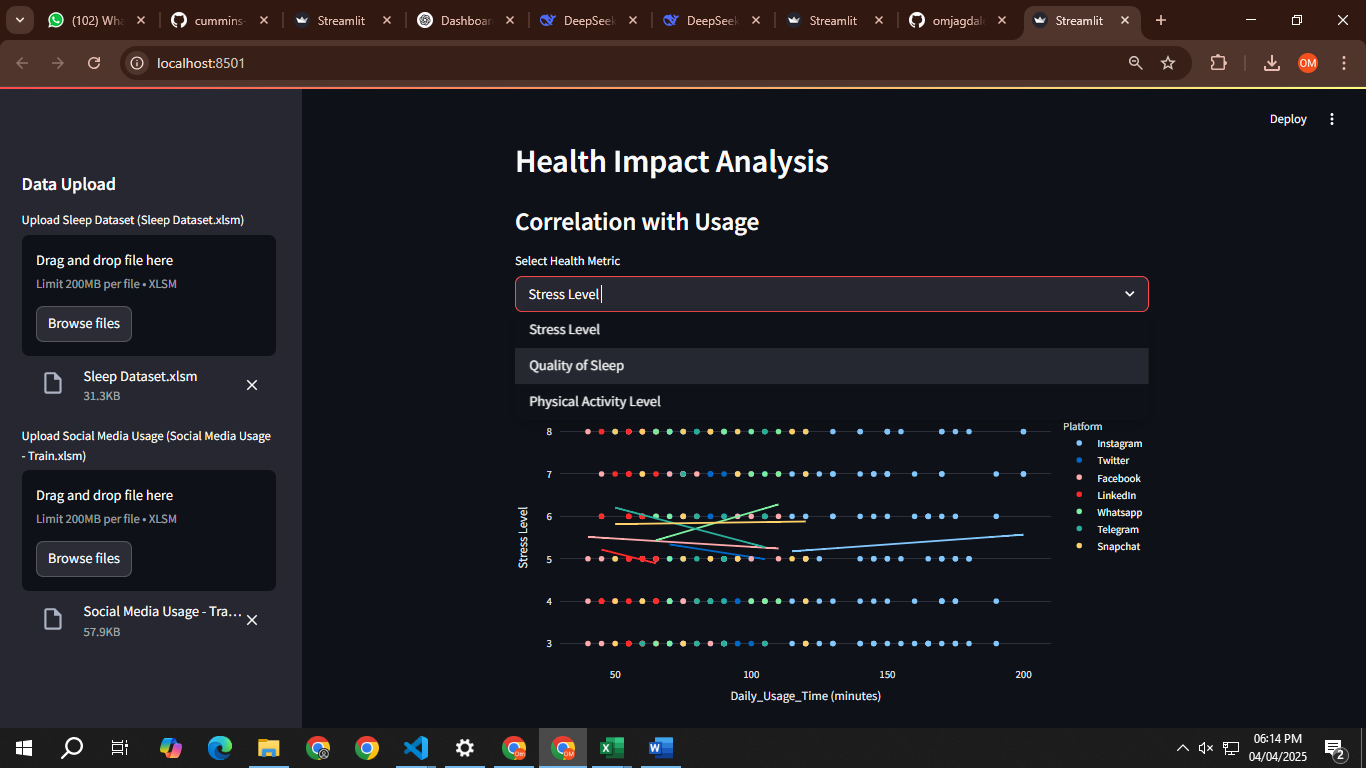 (102) Wha
cummins-
Streamlit
Dashboar
DeepSeek
DeepSeek
Streamlit
omjagdale
Streamlit
localhost:8501
OM
Deploy
Data Upload
Upload Sleep Dataset (Sleep Dataset.xlsm)
Drag and drop file here
Limit 200MB per file • XLSM
Browse files
Sleep Dataset.xlsm
31.3KB
Upload Social Media Usage (Social Media Usage
- Train.xlsm)
Drag and drop file here
Limit 200MB per file • XLSM
Browse files
Social Media Usage - Tra...
57.9KB
Health Impact Analysis
Correlation with Usage
Select Health Metric
Stress Level
Stress Level
Quality of Sleep
Physical Activity Level
Stress Level
8
7
6
5
4
3
50 100 150 200
Daily_Usage_Time (minutes)
Platform
Instagram
Twitter
Facebook
LinkedIn
Whatsapp
Telegram
Snapchat
06:14 PM
04/04/2025
2